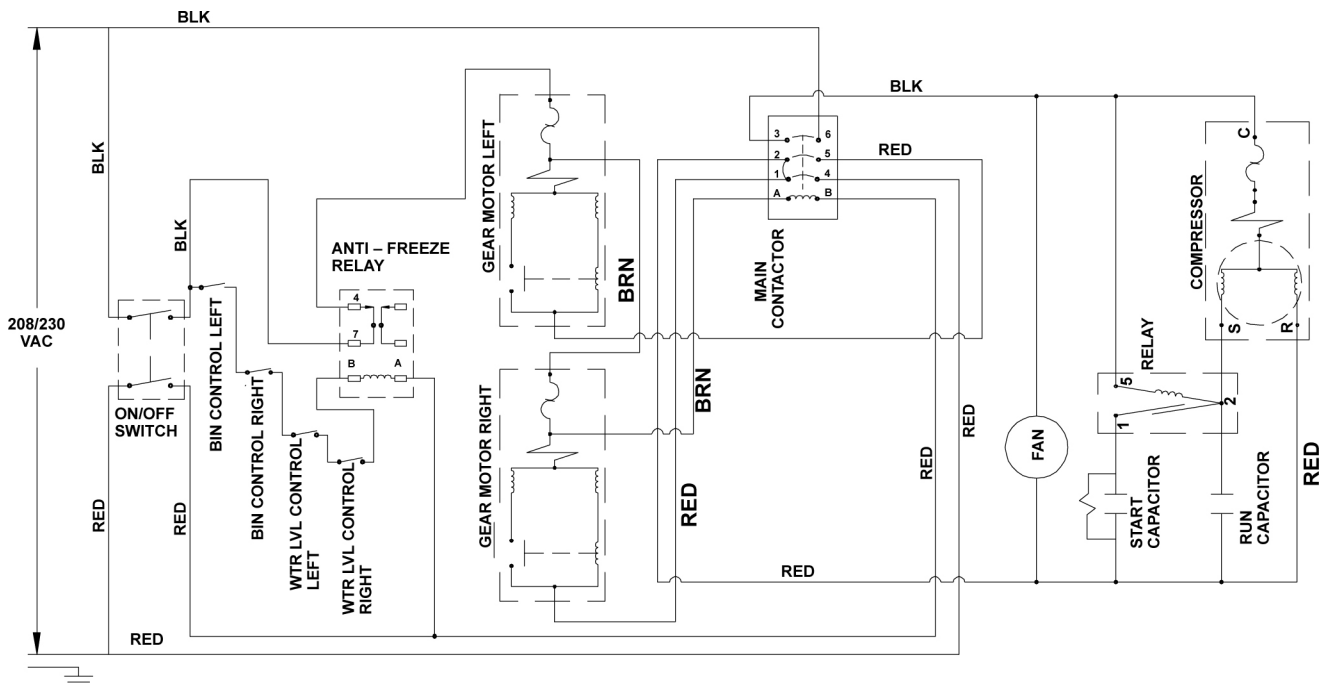 BLK
BLK
BLK
208/230
VAC
ON/OFF
SWITCH
RED
RED
RED
BIN CONTROL LEFT
BIN CONTROL RIGHT
WTR LVL CONTROL
LEFT
WTR LVL CONTROL
RIGHT
ANTI – FREEZE
RELAY
4
7
B
A
GEAR MOTOR LEFT
BRN
GEAR MOTOR RIGHT
BRN
RED
3
6
2
5
1
4
A
B
MAIN
CONTACTOR
BLK
RED
RED
RED
RED
FAN
COMPRESSOR
C
S
R
RELAY
5
2
1
START
CAPACITOR
RUN
CAPACITOR
RED